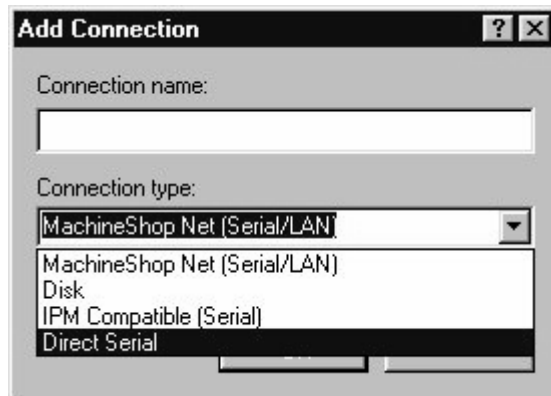 Add Connection
Connection name:
Connection type:
MachineShop Net (Serial/LAN)
MachineShop Net (Serial/LAN)
Disk
IPM Compatible (Serial)
Direct Serial